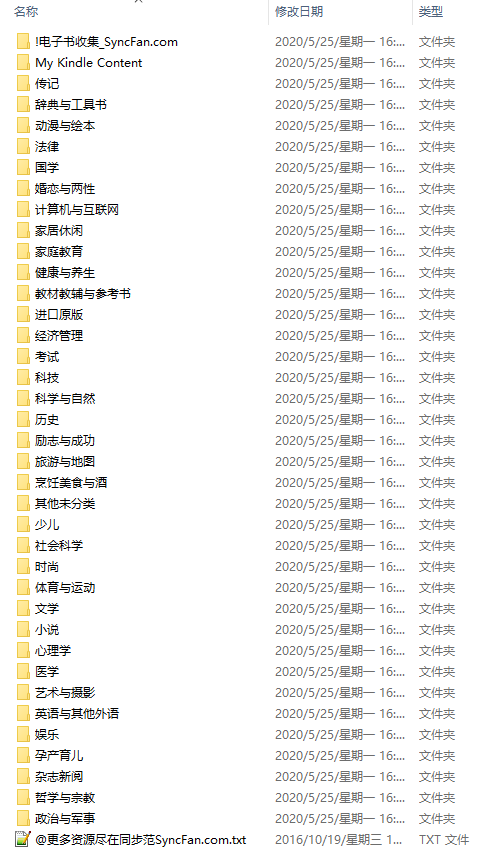 名称 修改日期 类型
!电子书收集_SyncFan.com 2020/5/25/星期一 16:... 文件夹
My Kindle Content 2020/5/25/星期一 16:... 文件夹
传记 2020/5/25/星期一 16:... 文件夹
辞典与工具书 2020/5/25/星期一 16:... 文件夹
动漫与绘本 2020/5/25/星期一 16:... 文件夹
法律 2020/5/25/星期一 16:... 文件夹
国学 2020/5/25/星期一 16:... 文件夹
婚恋与两性 2020/5/25/星期一 16:... 文件夹
计算机与互联网 2020/5/25/星期一 16:... 文件夹
家居休闲 2020/5/25/星期一 16:... 文件夹
家庭教育 2020/5/25/星期一 16:... 文件夹
健康与养生 2020/5/25/星期一 16:... 文件夹
教材教辅与参考书 2020/5/25/星期一 16:... 文件夹
进口原版 2020/5/25/星期一 16:... 文件夹
经济管理 2020/5/25/星期一 16:... 文件夹
考试 2020/5/25/星期一 16:... 文件夹
科技 2020/5/25/星期一 16:... 文件夹
科学与自然 2020/5/25/星期一 16:... 文件夹
历史 2020/5/25/星期一 16:... 文件夹
励志与成功 2020/5/25/星期一 16:... 文件夹
旅游与地图 2020/5/25/星期一 16:... 文件夹
烹饪美食与酒 2020/5/25/星期一 16:... 文件夹
其他未分类 2020/5/25/星期一 16:... 文件夹
少儿 2020/5/25/星期一 16:... 文件夹
社会科学 2020/5/25/星期一 16:... 文件夹
时尚 2020/5/25/星期一 16:... 文件夹
体育与运动 2020/5/25/星期一 16:... 文件夹
文学 2020/5/25/星期一 16:... 文件夹
小说 2020/5/25/星期一 16:... 文件夹
心理学 2020/5/25/星期一 16:... 文件夹
医学 2020/5/25/星期一 16:... 文件夹
艺术与摄影 2020/5/25/星期一 16:... 文件夹
英语与其他外语 2020/5/25/星期一 16:... 文件夹
娱乐 2020/5/25/星期一 16:... 文件夹
孕产育儿 2020/5/25/星期一 16:... 文件夹
杂志新阅 2020/5/25/星期一 16:... 文件夹
哲学与宗教 2020/5/25/星期一 16:... 文件夹
政治与军事 2020/5/25/星期一 16:... 文件夹
@更多资源尽在同步范SyncFan.com.txt 2016/10/19/星期三 1... TXT 文件